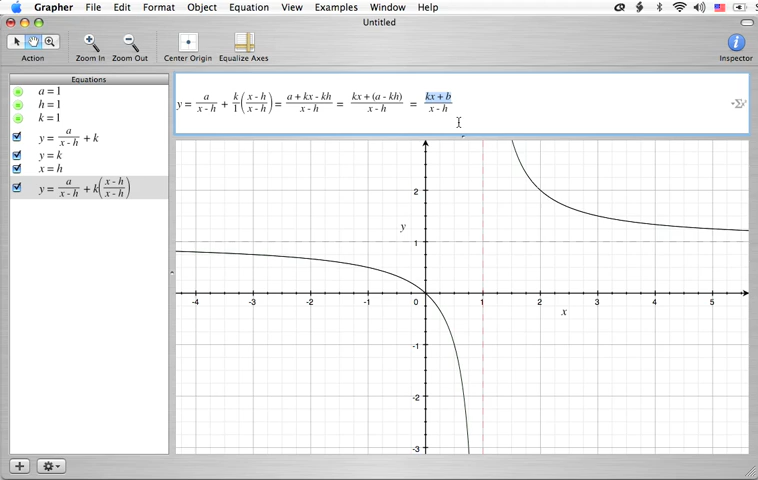 Grapher File Edit Format Object Equation View Examples Window Help
Untitled
Action Zoom In Zoom Out Center Origin Equalize Axes Inspector
Equations
a = 1
h = 1
k = 1
y = a/(x - h) + k
y = k
x = h
y = a/(x - h) + k((x - h)/(x - h))
y = a/(x - h) + k/1((x - h)/(x - h)) = (a + kx - kh)/(x - h) = (kx + (a - kh))/(x - h) = (kx + b)/(x - h)
2
y
1
-4 -3 -2 -1 0 1 2 3 4 5
x
-1
-2
-3